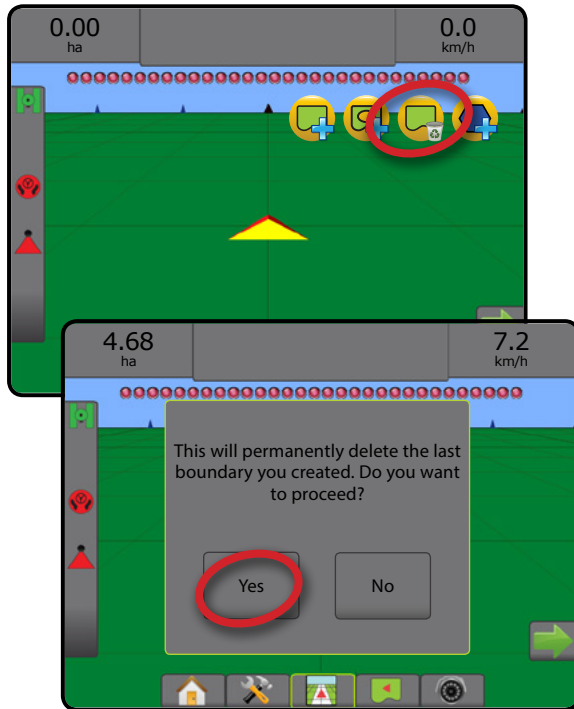 0.00
ha
0.0
km/h
4.68
ha
7.2
km/h
This will permanently delete the last
boundary you created. Do you want
to proceed?
Yes
No